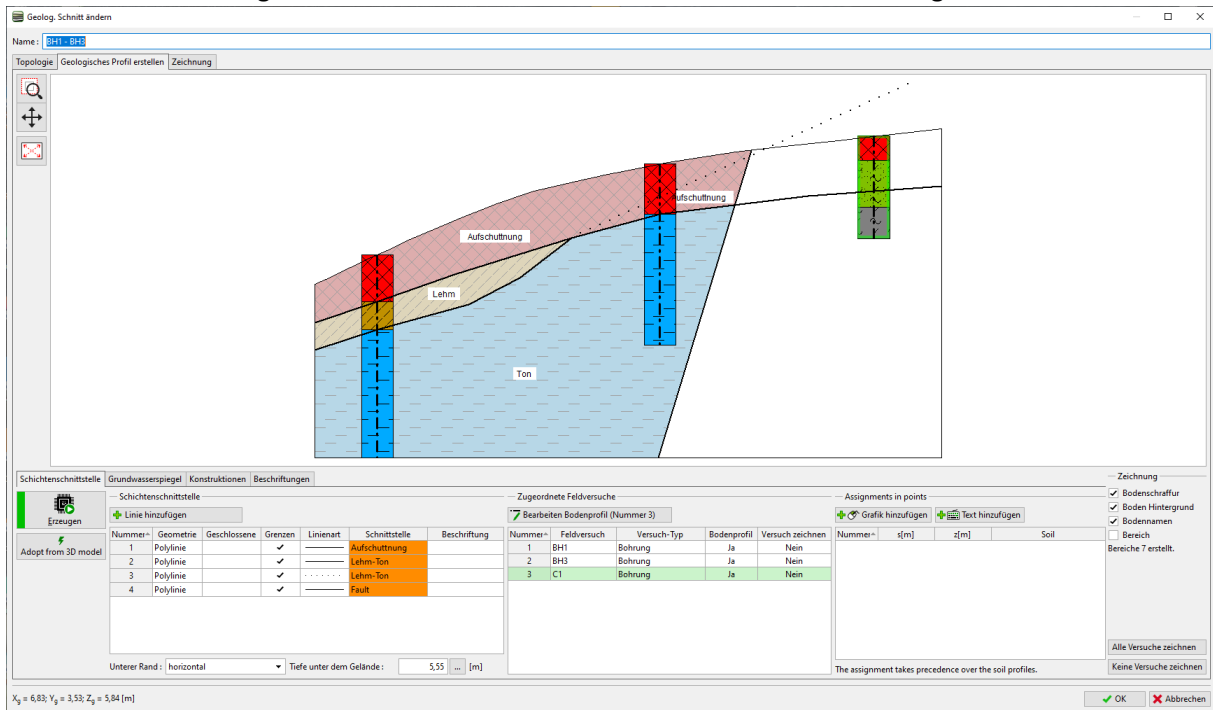 Geolog. Schnitt ändern
Name : BH1 - BH3
Topologie Geologisches Profil erstellen Zeichnung
Aufschuttnung
ufschuttnung
Lehm
Ton
Schichtenschnittstelle Grundwasserspiegel Konstruktionen Beschriftungen
Erzeugen
Adopt from 3D model
Schichtenschnittstelle
Linie hinzufügen
Nummer Geometrie Geschlossene Grenzen Linienart Schnittstelle Beschriftung
1 Polylinie Aufschuttnung
2 Polylinie Lehm-Ton
3 Polylinie Lehm-Ton
4 Polylinie Fault
Unterer Rand : horizontal Tiefe unter dem Gelände : 5,55 ... [m]
Zugeordnete Feldversuche
Bearbeiten Bodenprofil (Nummer 3)
Nummer Feldversuch Versuch-Typ Bodenprofil Versuch zeichnen
1 BH1 Bohrung Ja Nein
2 BH3 Bohrung Ja Nein
3 C1 Bohrung Ja Nein
Assignments in points
Grafik hinzufügen Text hinzufügen
Nummer s[m] z[m] Soil
The assignment takes precedence over the soil profiles.
Zeichnung
Bodenschraffur
Boden Hintergrund
Bodennamen
Bereich
Bereiche 7 erstellt.
Alle Versuche zeichnen
Keine Versuche zeichnen
Xg = 6,83; Yg = 3,53; Zg = 5,84 [m]
OK Abbrechen